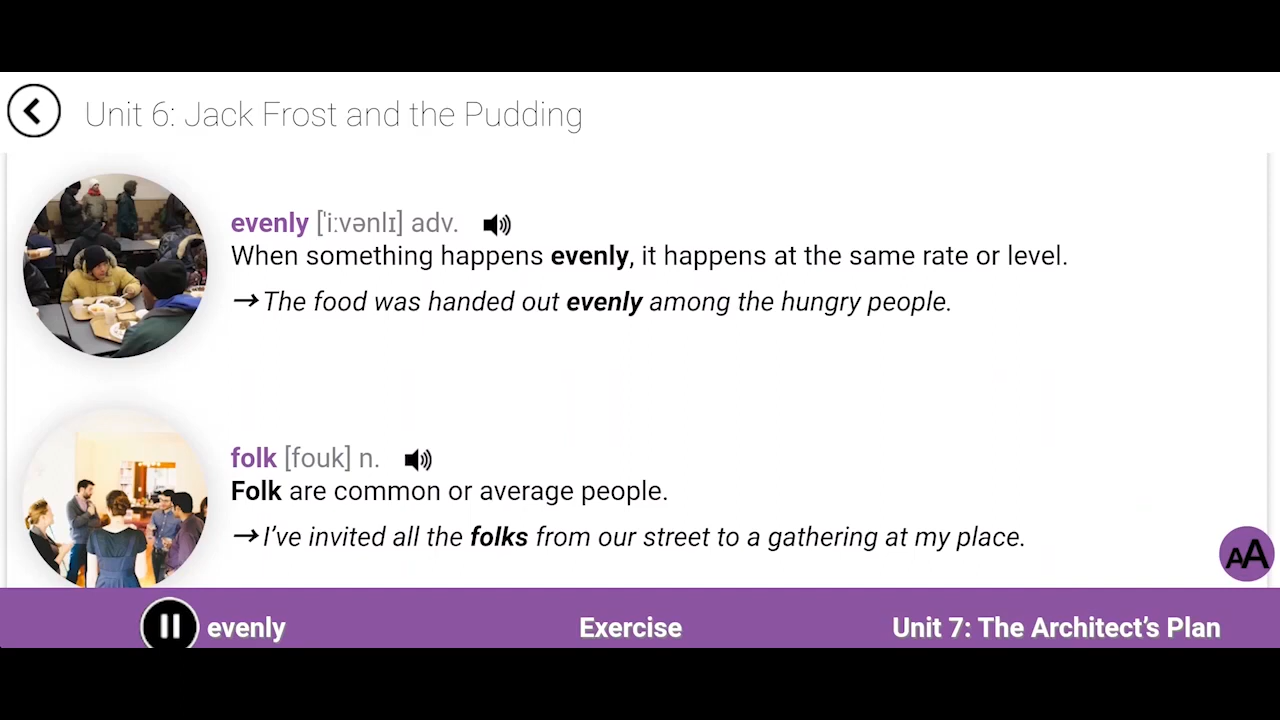 Unit 6: Jack Frost and the Pudding
evenly ['i:vənlɪ] adv.
When something happens evenly, it happens at the same rate or level.
→ The food was handed out evenly among the hungry people.
folk [fouk] n.
Folk are common or average people.
→ I've invited all the folks from our street to a gathering at my place.
AA
evenly Exercise Unit 7: The Architect's Plan